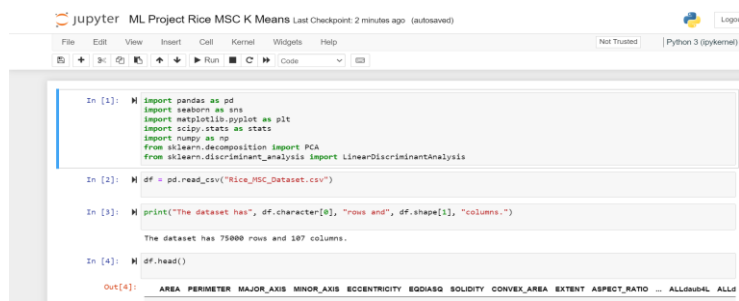 jupyter ML Project Rice MSC K Means Last Checkpoint: 2 minutes ago (autosaved)
Logou
File Edit View Insert Cell Kernel Widgets Help
Not Trusted Python 3 (ipykernel)
Run Code
In [1]: import pandas as pd
import seaborn as sns
import matplotlib.pyplot as plt
import scipy.stats as stats
import numpy as np
from sklearn.decomposition import PCA
from sklearn.discriminant_analysis import LinearDiscriminantAnalysis
In [2]: df = pd.read_csv("Rice_MSC_Dataset.csv")
In [3]: print("The dataset has", df.character[0], "rows and", df.shape[1], "columns.")
The dataset has 75000 rows and 107 columns.
In [4]: df.head()
Out[4]: AREA PERIMETER MAJOR_AXIS MINOR_AXIS ECCENTRICITY EQDIASQ SOLIDITY CONVEX_AREA EXTENT ASPECT_RATIO ... ALLdaub4L ALLd